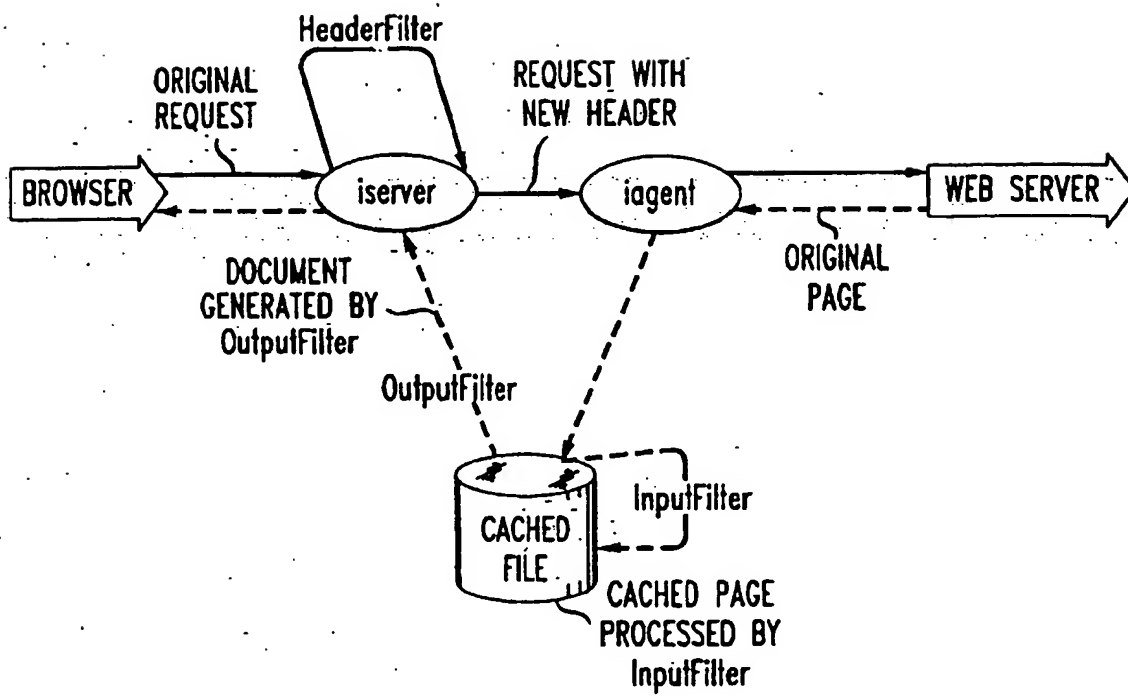 HeaderFilter
ORIGINAL
REQUEST
REQUEST WITH
NEW HEADER
BROWSER
iserver
iagent
WEB SERVER
DOCUMENT
GENERATED BY
OutputFilter
ORIGINAL
PAGE
OutputFilter
InputFilter
CACHED
FILE
CACHED PAGE
PROCESSED BY
InputFilter